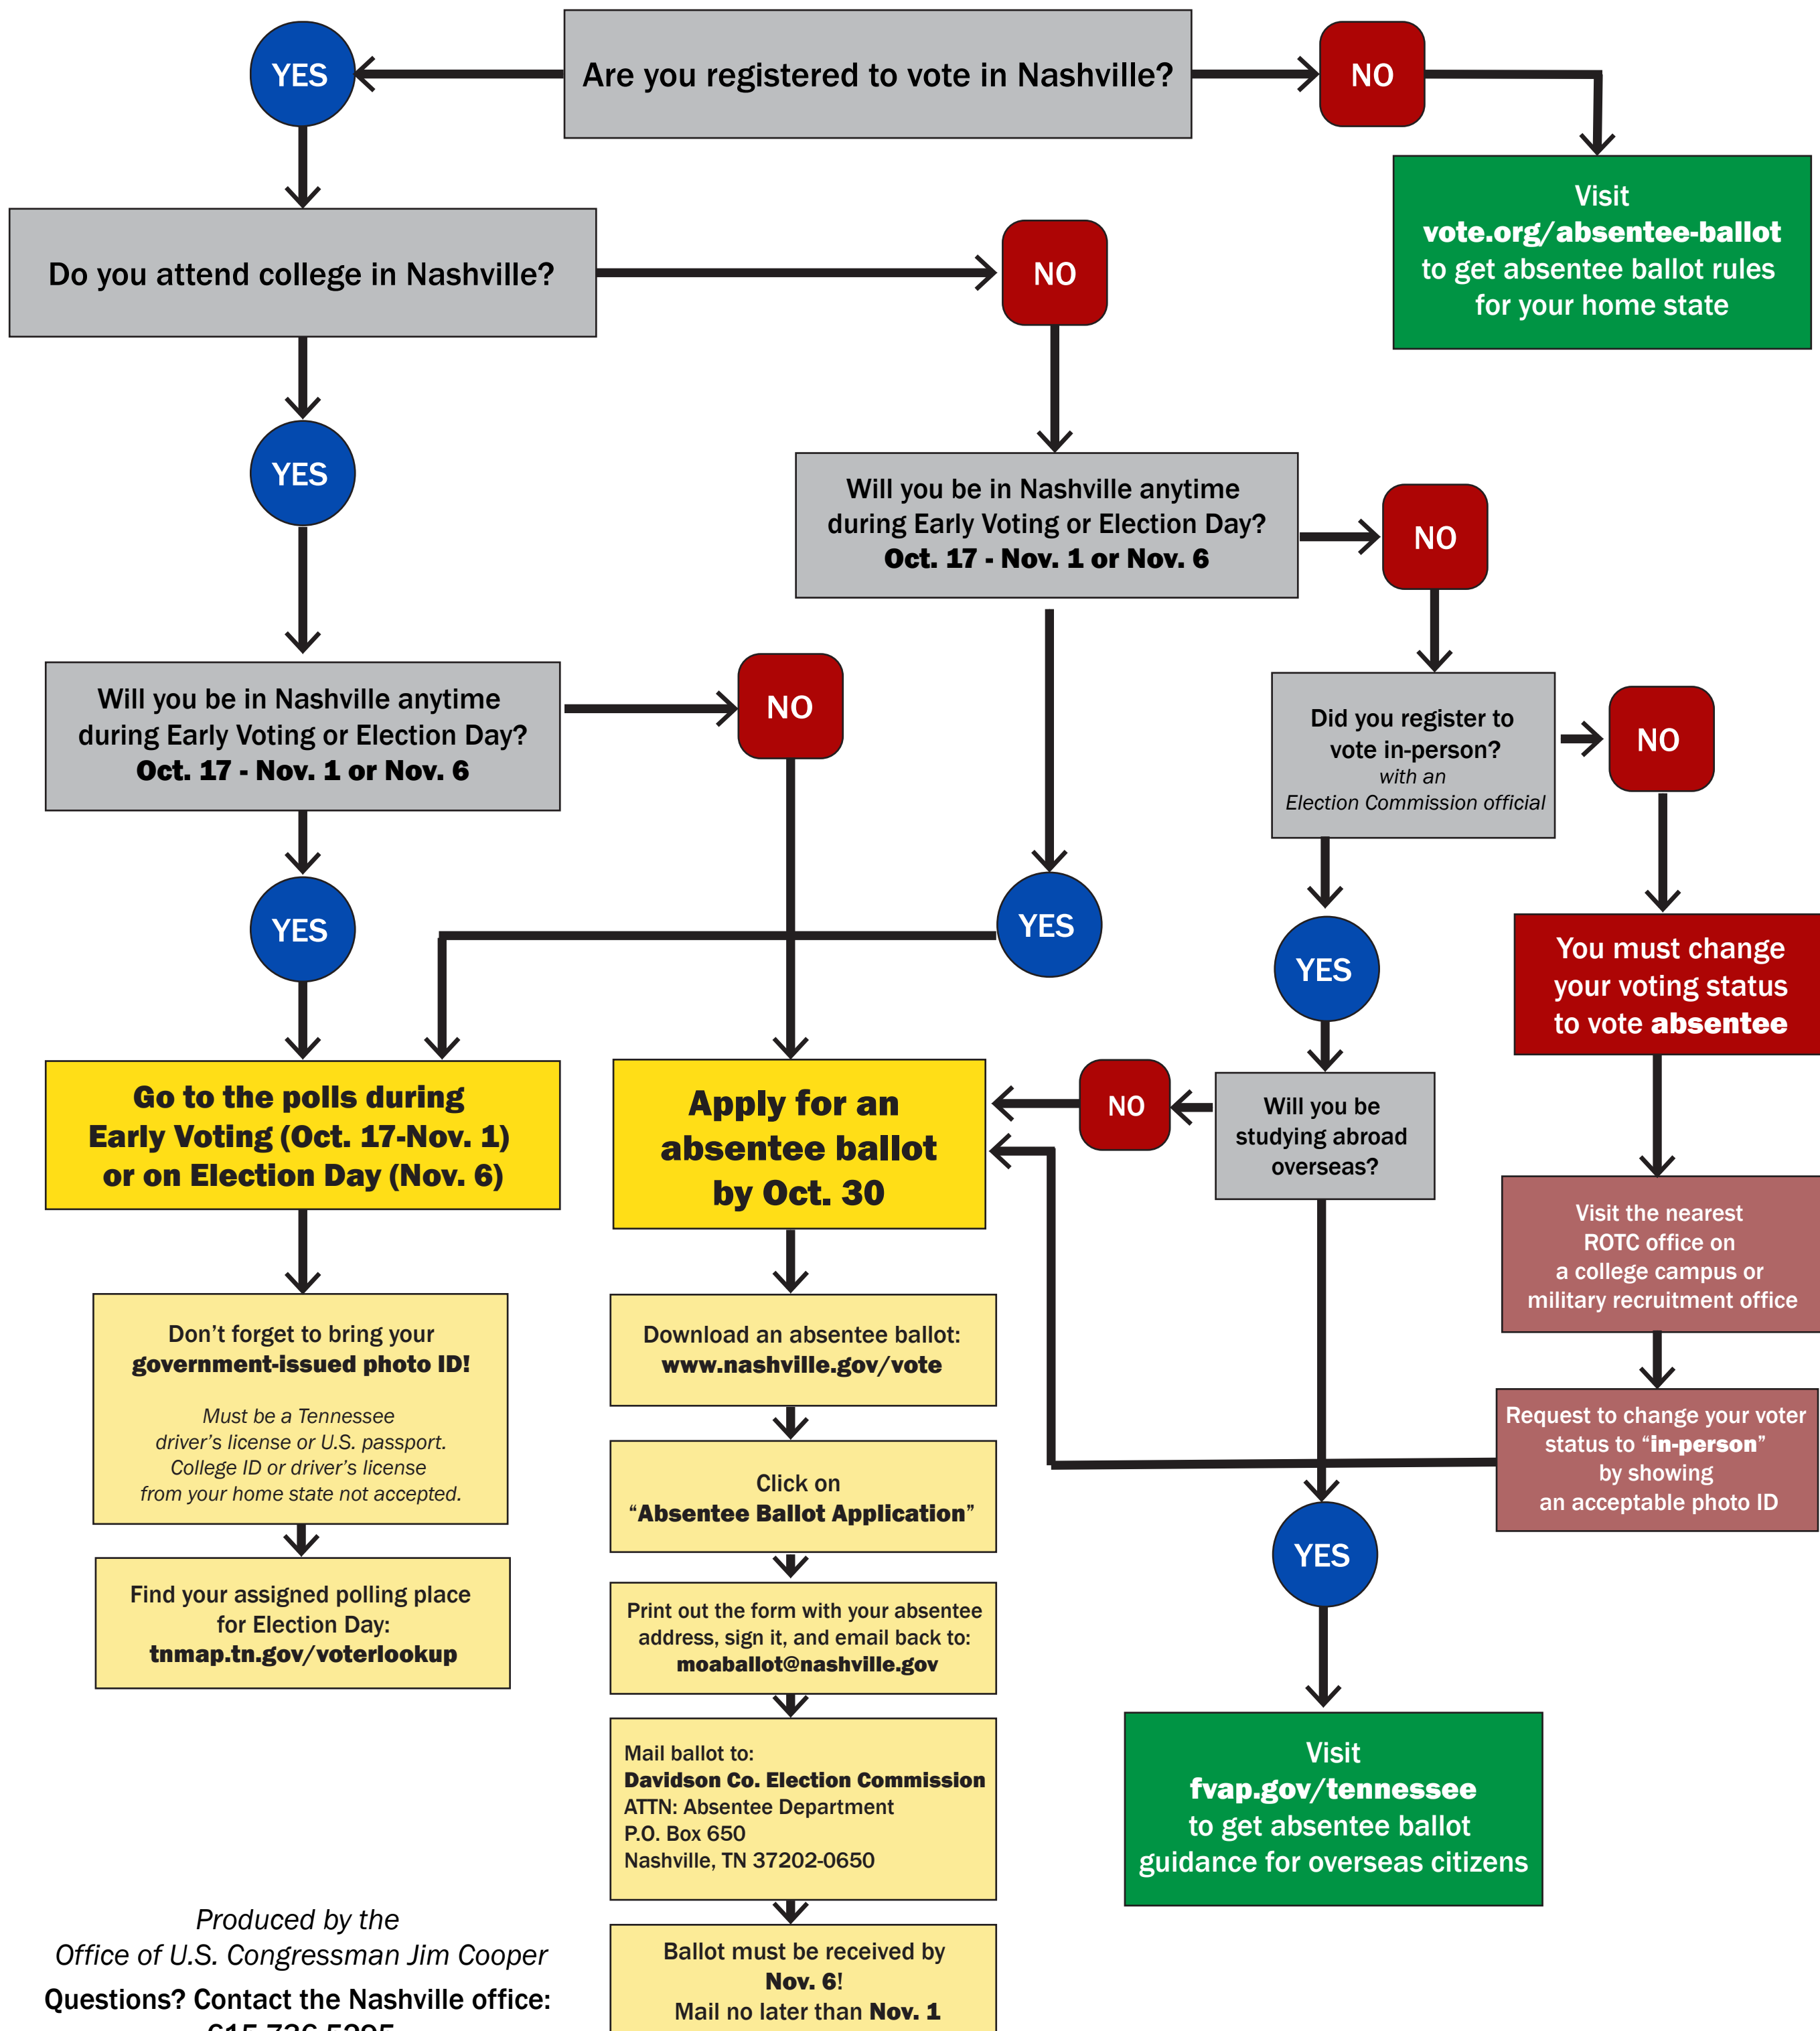 YES
Are you registered to vote in Nashville?
NO
Visit
vote.org/absentee-ballot
to get absentee ballot rules
for your home state
Do you attend college in Nashville?
NO
YES
Will you be in Nashville anytime
during Early Voting or Election Day?
Oct. 17 - Nov. 1 or Nov. 6
NO
Will you be in Nashville anytime
during Early Voting or Election Day?
Oct. 17 - Nov. 1 or Nov. 6
NO
Did you register to
vote in-person?
with an
Election Commission official
NO
YES
YES
YES
You must change
your voting status
to vote absentee
Go to the polls during
Early Voting (Oct. 17-Nov. 1)
or on Election Day (Nov. 6)
Apply for an
absentee ballot
by Oct. 30
NO
Will you be
studying abroad
overseas?
Visit the nearest
ROTC office on
a college campus or
military recruitment office
Don't forget to bring your
government-issued photo ID!
Must be a Tennessee
driver's license or U.S. passport.
College ID or driver's license
from your home state not accepted.
Download an absentee ballot:
www.nashville.gov/vote
Request to change your voter
status to “in-person”
by showing
an acceptable photo ID
Click on
“Absentee Ballot Application”
YES
Find your assigned polling place
for Election Day:
tnmap.tn.gov/voterlookup
Print out the form with your absentee
address, sign it, and email back to:
moaballot@nashville.gov
Mail ballot to:
Davidson Co. Election Commission
ATTN: Absentee Department
P.O. Box 650
Nashville, TN 37202-0650
Visit
fvap.gov/tennessee
to get absentee ballot
guidance for overseas citizens
Produced by the
Office of U.S. Congressman Jim Cooper
Questions? Contact the Nashville office:
Ballot must be received by
Nov. 6!
Mail no later than Nov. 1